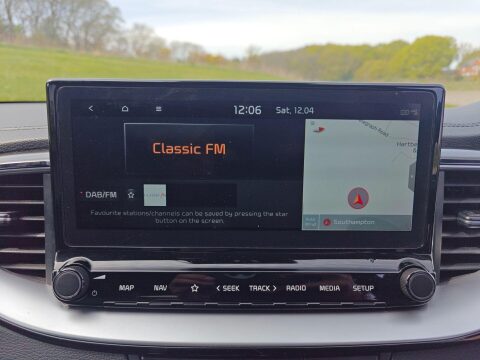 12:06 Sat, 12.04
Classic FM
DAB/FM
Favourite stations/channels can be saved by pressing the star
button on the screen.
Southampton
MAP NAV SEEK TRACK RADIO MEDIA SETUP